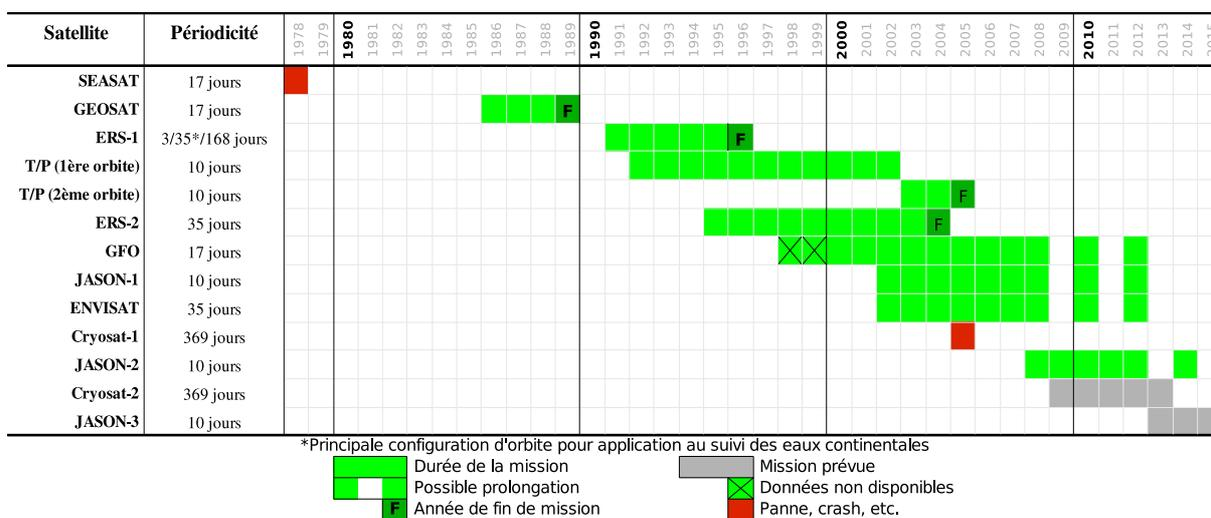 Satellite Périodicité 1978 1979 1980 1981 1982 1983 1984 1985 1986 1987 1988 1989 1990 1991 1992 1993 1994 1995 1996 1997 1998 1999 2000 2001 2002 2003 2004 2005 2006 2007 2008 2009 2010 2011 2012 2013 2014 2015
SEASAT 17 jours
GEOSAT 17 jours F
ERS-1 3/35*/168 jours F
T/P (1ère orbite) 10 jours
T/P (2ème orbite) 10 jours F
ERS-2 35 jours F
GFO 17 jours
JASON-1 10 jours
ENVISAT 35 jours
Cryosat-1 369 jours
JASON-2 10 jours
Cryosat-2 369 jours
JASON-3 10 jours
*Principale configuration d'orbite pour application au suivi des eaux continentales
Durée de la mission Mission prévue
Possible prolongation Données non disponibles
F Année de fin de mission Panne, crash, etc.